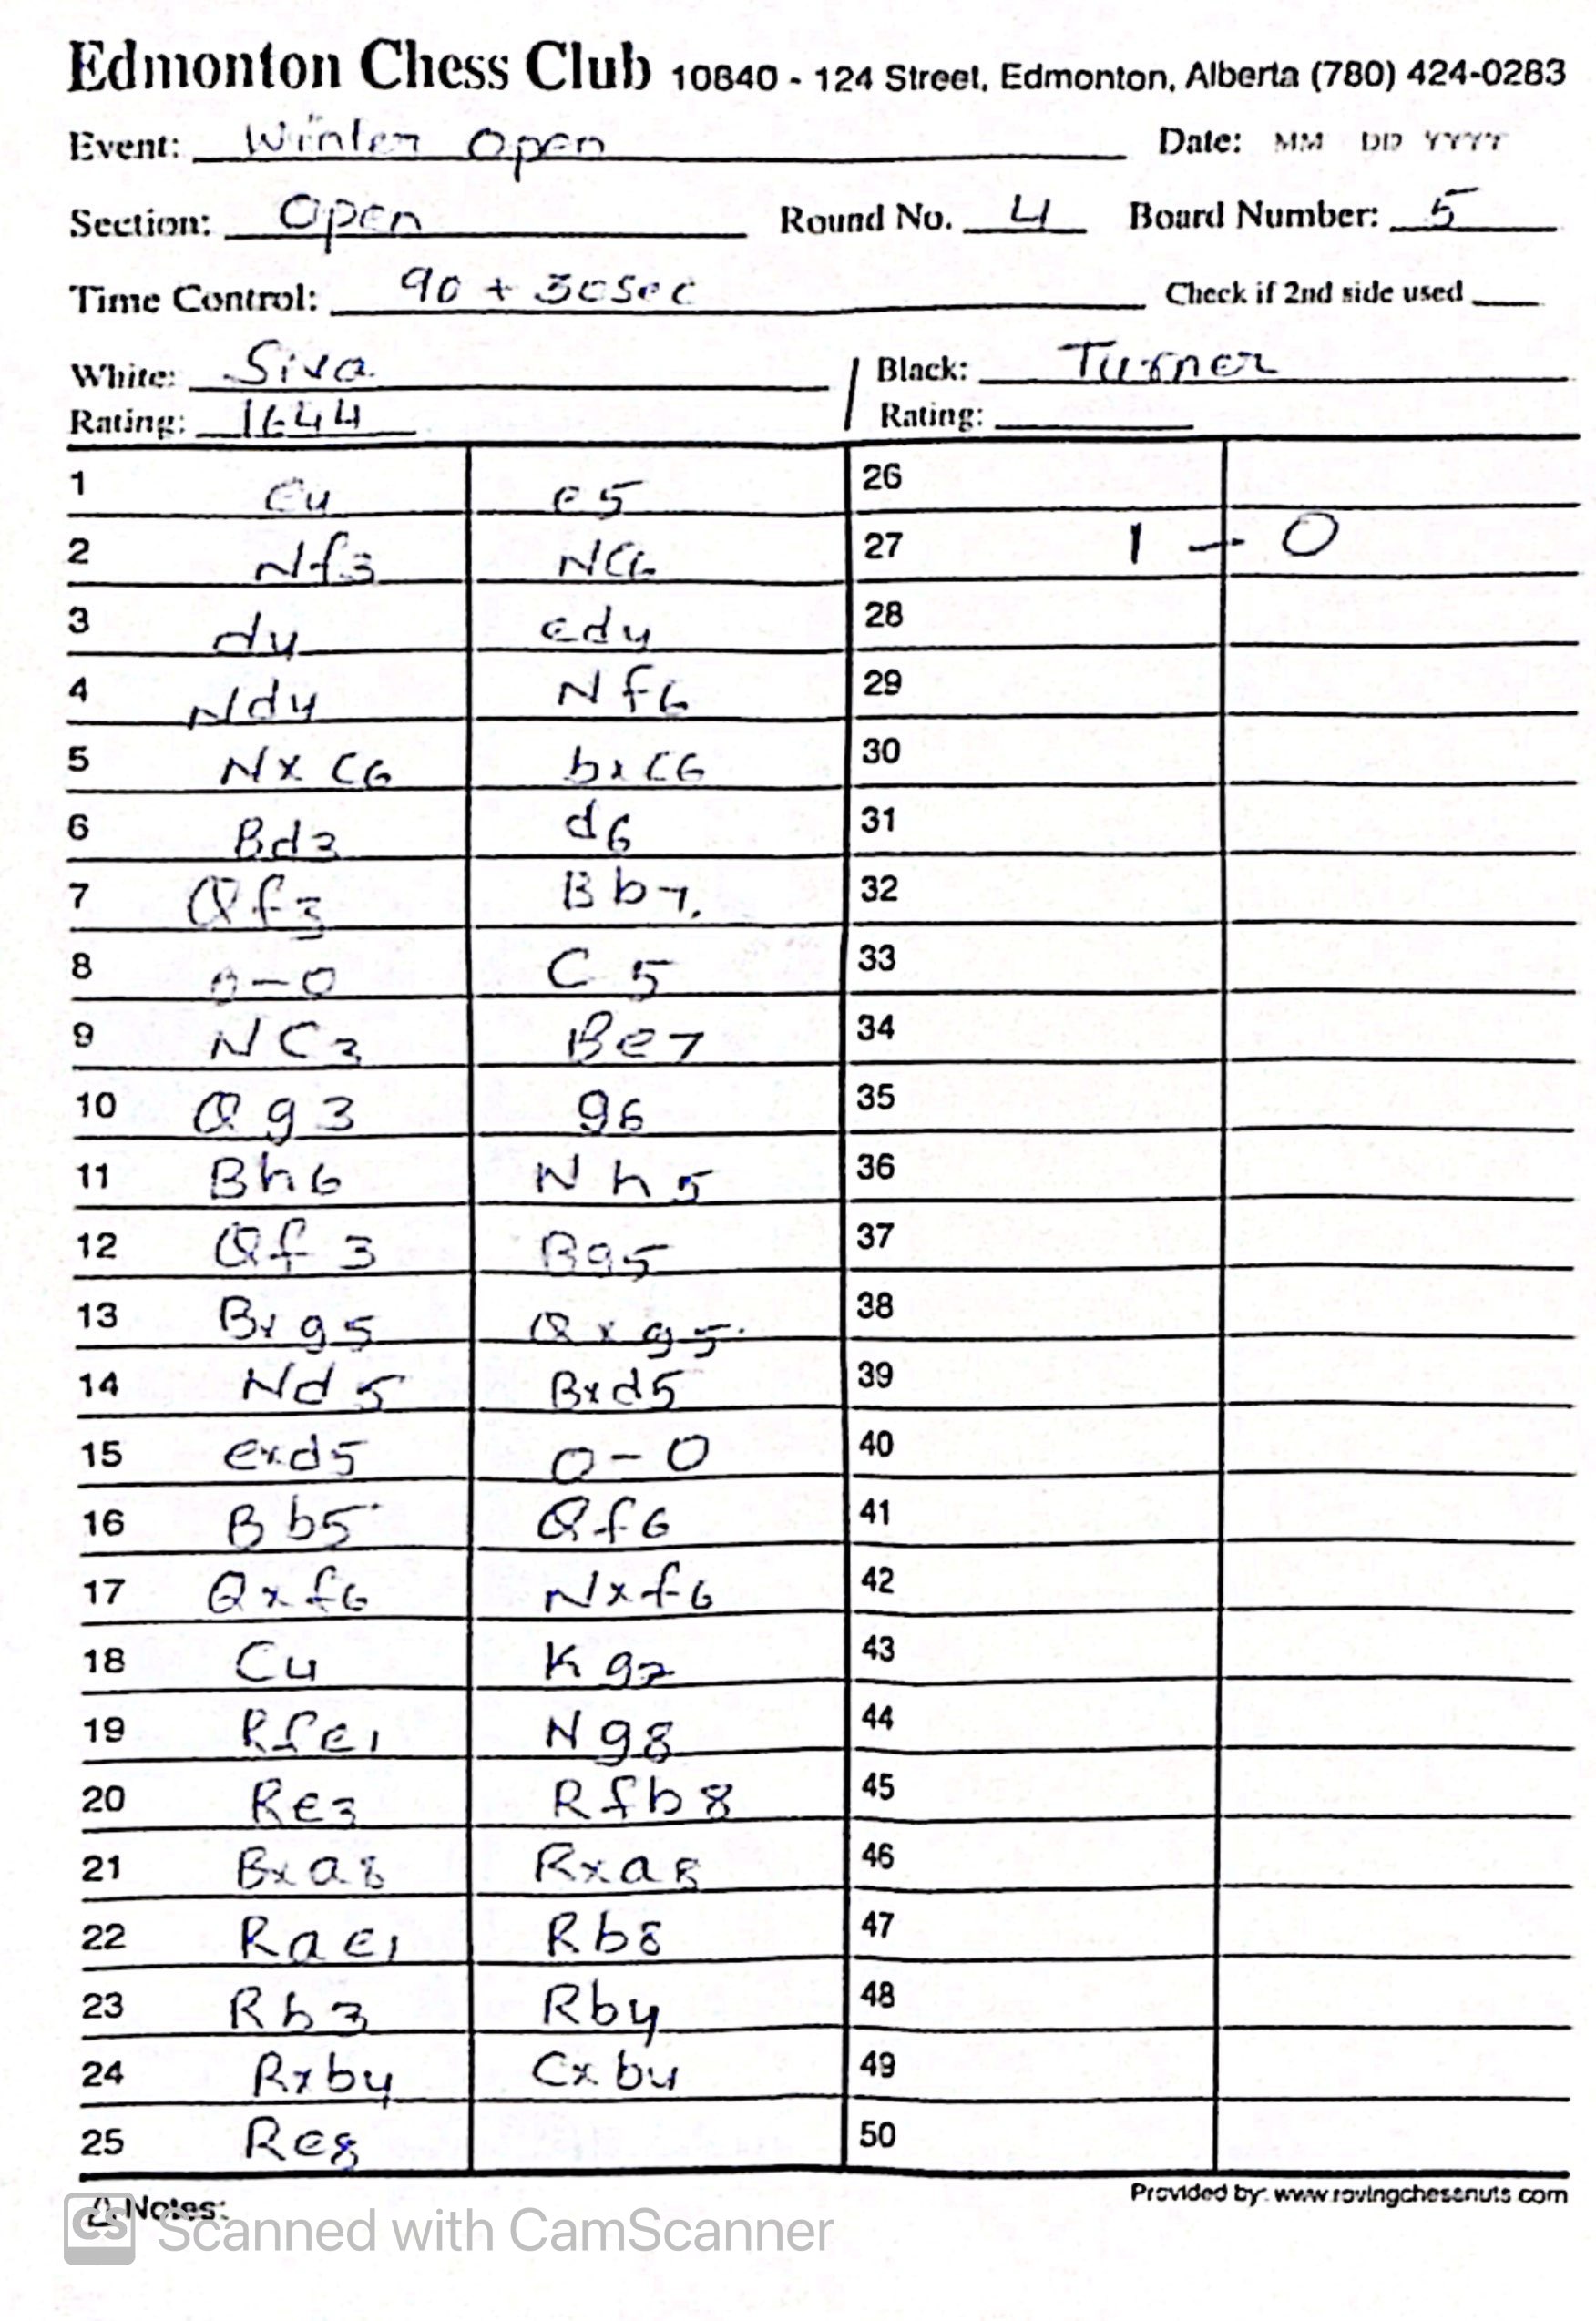 Edmonton Chess Club 10840 - 124 Street, Edmonton, Alberta (780) 424-0283
Event: Winter Open Date: MM DD YYYY
Section: Open Round No. 4 Board Number: 5
Time Control: 90 + 30sec Check if 2nd side used
White: Siva Black: Turner
Rating: 1644 Rating:
1 e4 e5 26
2 Nf3 Nc6 27 1 - 0
3 d4 ed4 28
4 Nd4 Nf6 29
5 Nxc6 bxc6 30
6 Bd3 d6 31
7 Qf3 Bb7. 32
8 0-0 C5 33
9 NC3 Be7 34
10 Qg3 g6 35
11 Bh6 Nh5 36
12 Qf3 Bg5 37
13 Bxg5 Qxg5. 38
14 Nd5 Bxd5 39
15 exd5 0-0 40
16 Bb5 Qf6 41
17 Qxf6 Nxf6 42
18 C4 Kg7 43
19 Rfe1 Ng8 44
20 Re3 Rfb8 45
21 Bxa8 Rxa8 46
22 Rae1 Rb8 47
23 Rb3 Rb4 48
24 Rxb4 Cxb4 49
25 Re8 50
Notes:
Provided by: www.rovingchessnuts.com
CS Scanned with CamScanner